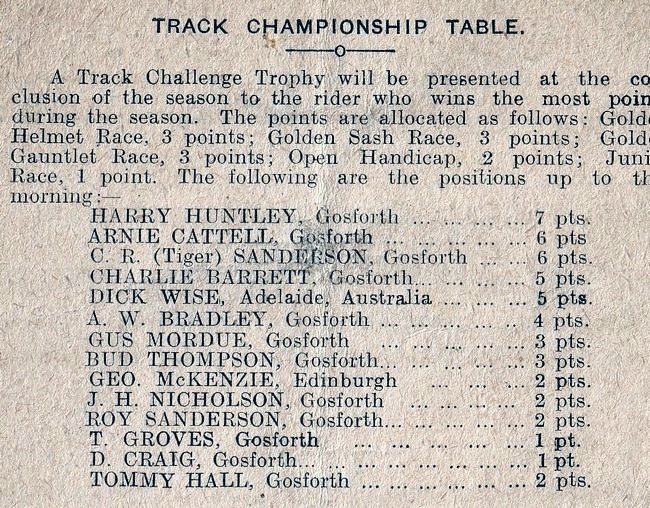 TRACK CHAMPIONSHIP TABLE.
A Track Challenge Trophy will be presented at the co
clusion of the season to the rider who wins the most poin
during the season. The points are allocated as follows: Gold
Helmet Race, 3 points; Golden Sash Race, 3 points; Gold
Gauntlet Race, 3 points; Open Handicap, 2 points; Juni
Race, 1 point. The following are the positions up to th
morning:—
HARRY HUNTLEY, Gosforth ... ... ... ... 7 pts.
ARNIE CATTELL, Gosforth ... ... ... ... 6 pts
C. R. (Tiger) SANDERSON, Gosforth ... ... 6 pts.
CHARLIE BARRETT, Gosforth... ... ... ... 5 pts.
DICK WISE, Adelaide, Australia ... ... ... 5 pts.
A. W. BRADLEY, Gosforth ... ... ... ... .. 4 pts.
GUS MORDUE, Gosforth ... ... ... ... 3 pts.
BUD THOMPSON, Gosforth... ... ... ... ... 3 pts.
GEO. McKENZIE, Edinburgh ... ... ... 2 pts.
J. H. NICHOLSON, Gosforth ... ... ... ... 2 pts.
ROY SANDERSON, Gosforth... ... ... ... ... 2 pts.
T. GROVES, Gosforth ... ... ... ... ... 1 pt.
D. CRAIG, Gosforth... ... ... ... ... ... ... 1 pt.
TOMMY HALL, Gosforth ... ... ... ... ... 2 pts.